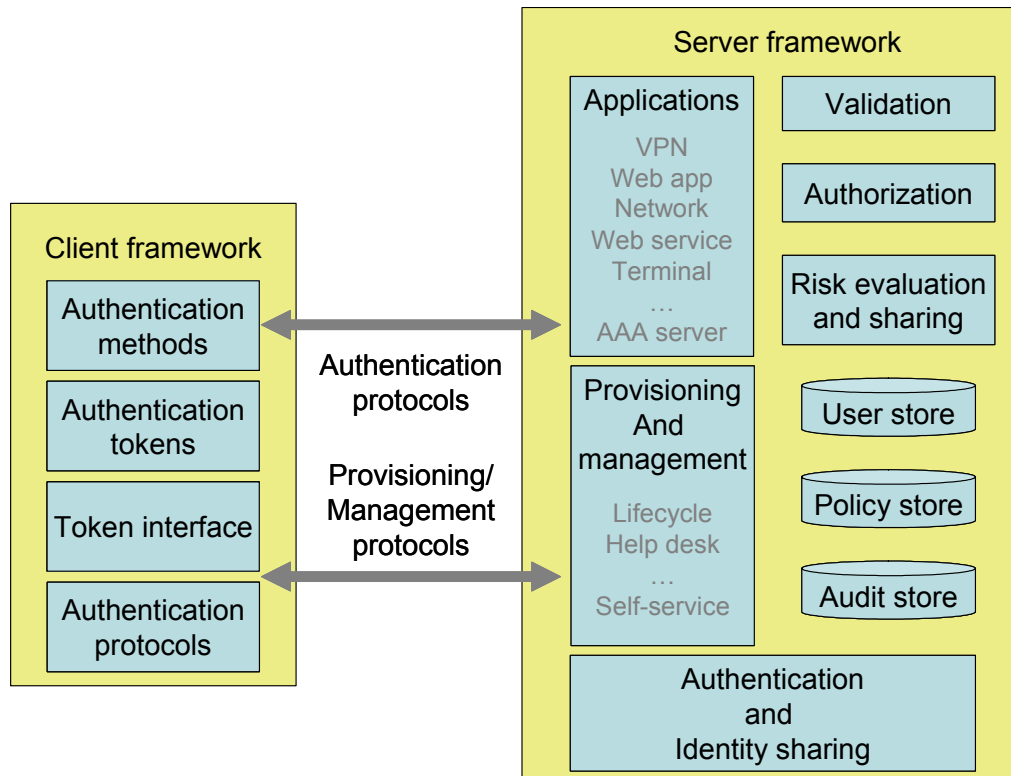 Server framework
Applications
VPN
Web app
Network
Web service
Terminal
…
AAA server
Validation
Authorization
Risk evaluation
and sharing
Client framework
Authentication
methods
Authentication
tokens
Token interface
Authentication
protocols
Authentication
protocols
Provisioning/
Management
protocols
Provisioning
And
management
Lifecycle
Help desk
…
Self-service
User store
Policy store
Audit store
Authentication
and
Identity sharing